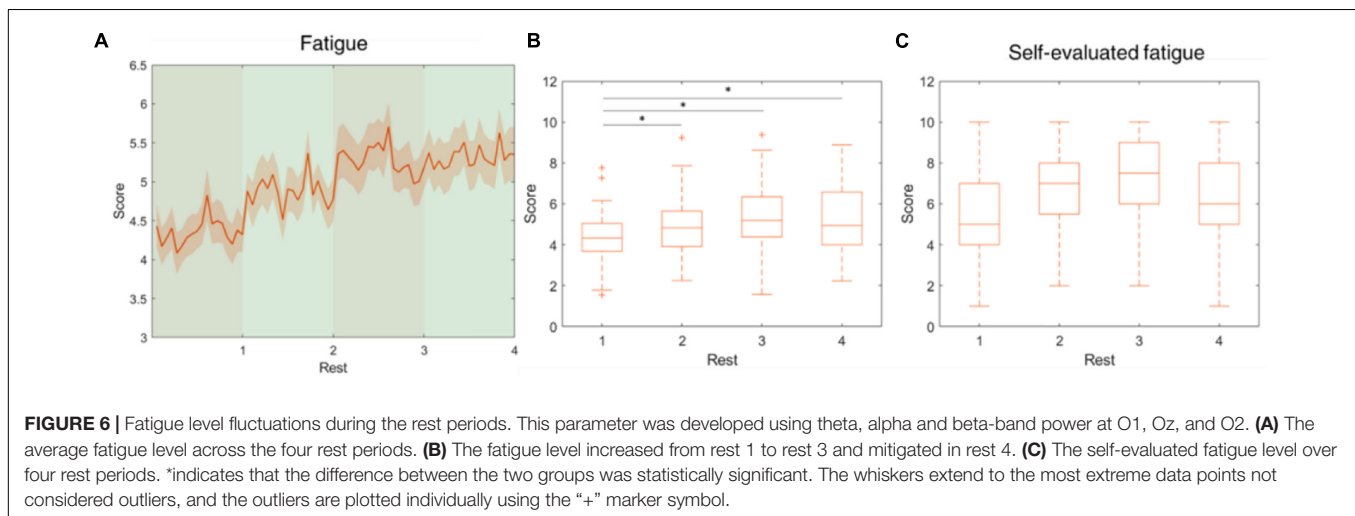 A
Fatigue
6.5
6
5.5
5
4.5
4
3.5
3
Score
1
2
3
4
Rest
B
12
10
8
6
4
2
0
Score
*
*
*
1
2
3
4
Rest
C
Self-evaluated fatigue
12
10
8
6
4
2
0
Score
1
2
3
4
Rest
FIGURE 6 | Fatigue level fluctuations during the rest periods. This parameter was developed using theta, alpha and beta-band power at O1, Oz, and O2. (A) The
average fatigue level across the four rest periods. (B) The fatigue level increased from rest 1 to rest 3 and mitigated in rest 4. (C) The self-evaluated fatigue level over
four rest periods. *indicates that the difference between the two groups was statistically significant. The whiskers extend to the most extreme data points not
considered outliers, and the outliers are plotted individually using the “+” marker symbol.